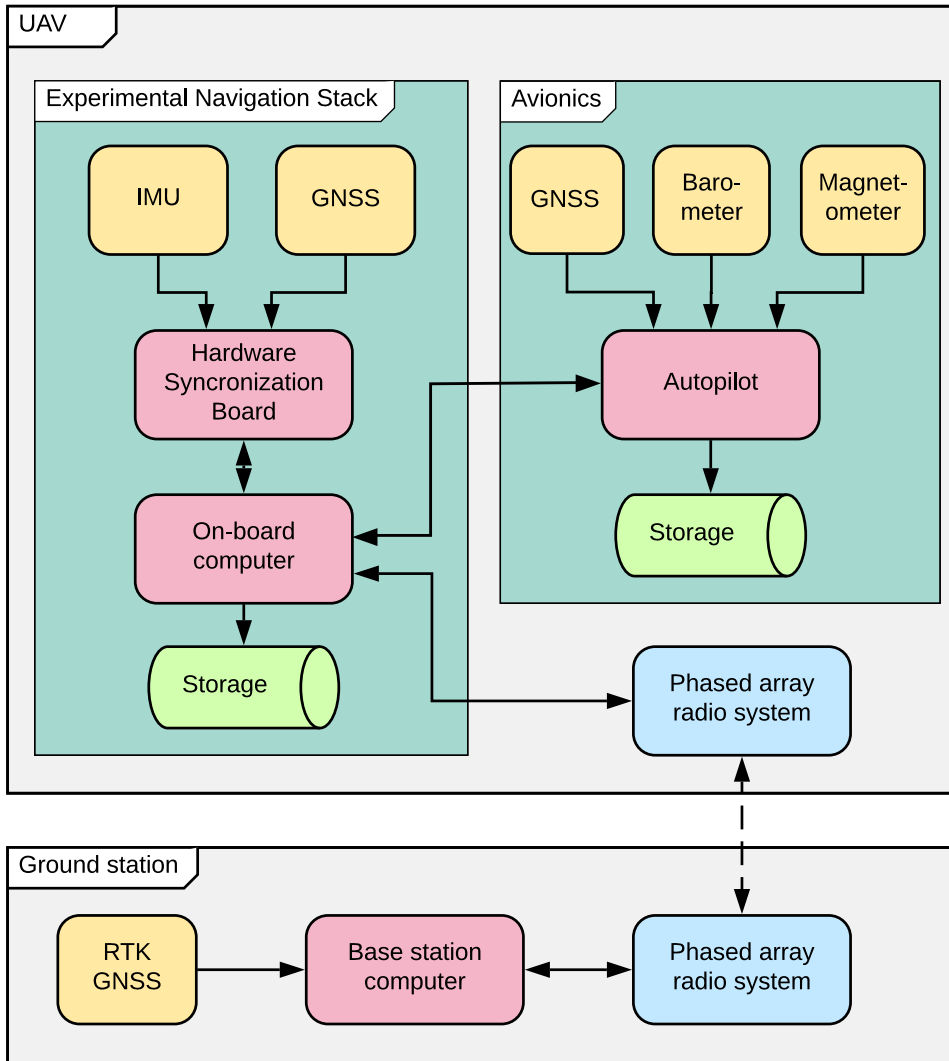 UAV
Experimental Navigation Stack
IMU
GNSS
Hardware
Syncronization
Board
On-board
computer
Storage
Avionics
GNSS
Baro-
meter
Magnet-
ometer
Autopilot
Storage
Phased array
radio system
Ground station
RTK
GNSS
Base station
computer
Phased array
radio system